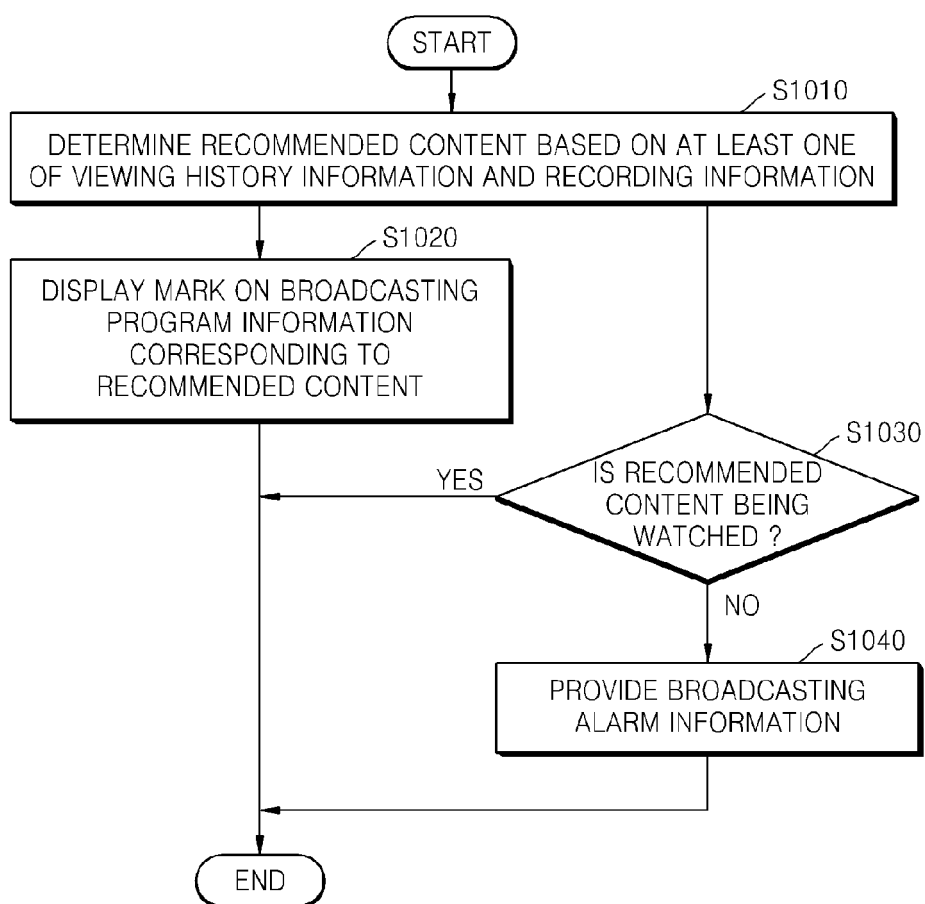 START
S1010
DETERMINE RECOMMENDED CONTENT BASED ON AT LEAST ONE
OF VIEWING HISTORY INFORMATION AND RECORDING INFORMATION
S1020
DISPLAY MARK ON BROADCASTING
PROGRAM INFORMATION
CORRESPONDING TO
RECOMMENDED CONTENT
S1030
IS RECOMMENDED
CONTENT BEING
WATCHED ?
YES
NO
S1040
PROVIDE BROADCASTING
ALARM INFORMATION
END